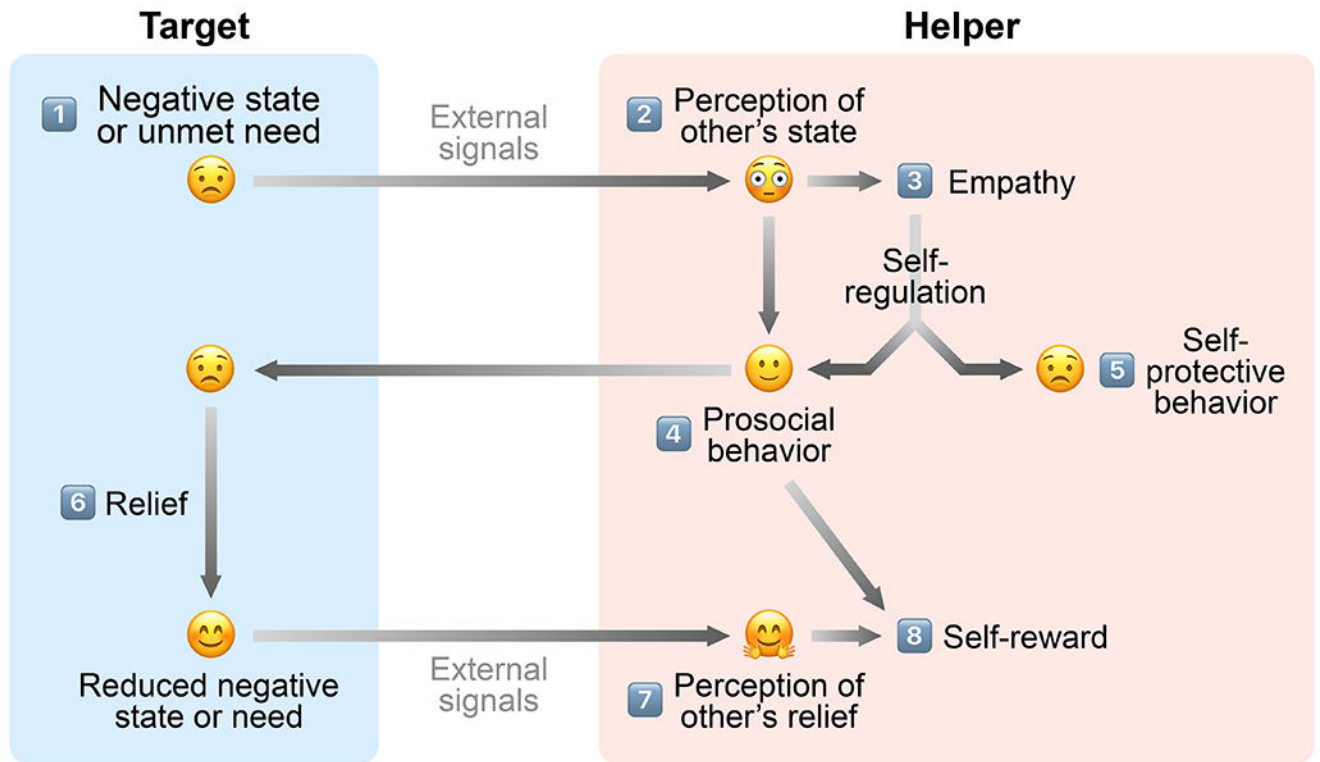 Target
Helper
1
Negative state
or unmet need
External
signals
2
Perception of
other's state
3
Empathy
Self-
regulation
4
Prosocial
behavior
5
Self-
protective
behavior
6
Relief
Reduced negative
state or need
External
signals
7
Perception of
other's relief
8
Self-reward